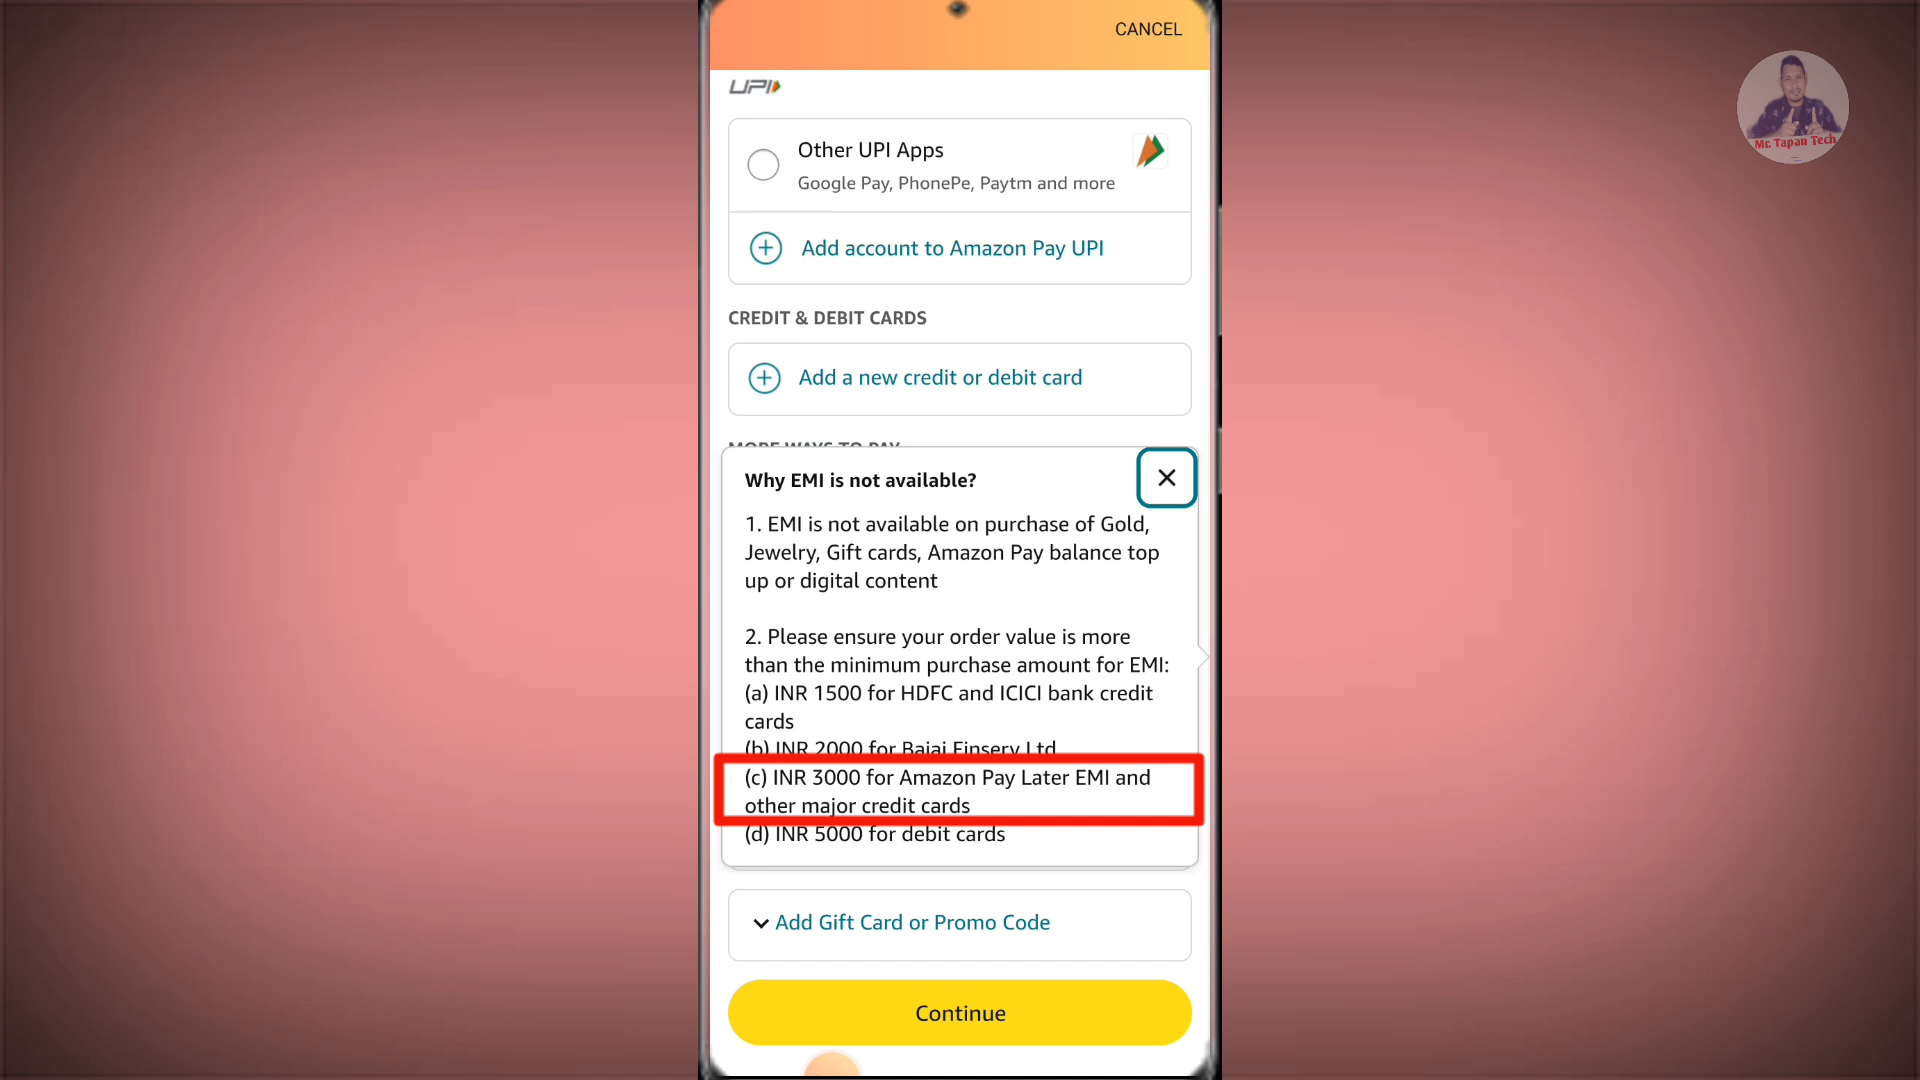 CANCEL
UPI
Mr. Tapan Tech
Other UPI Apps
Google Pay, PhonePe, Paytm and more
Add account to Amazon Pay UPI
CREDIT & DEBIT CARDS
Add a new credit or debit card
MORE WAYS TO PAY
Why EMI is not available?
1. EMI is not available on purchase of Gold,
Jewelry, Gift cards, Amazon Pay balance top
up or digital content
2. Please ensure your order value is more
than the minimum purchase amount for EMI:
(a) INR 1500 for HDFC and ICICI bank credit
cards
(b) INR 2000 for Bajaj Finserv Ltd
(c) INR 3000 for Amazon Pay Later EMI and
other major credit cards
(d) INR 5000 for debit cards
Add Gift Card or Promo Code
Continue